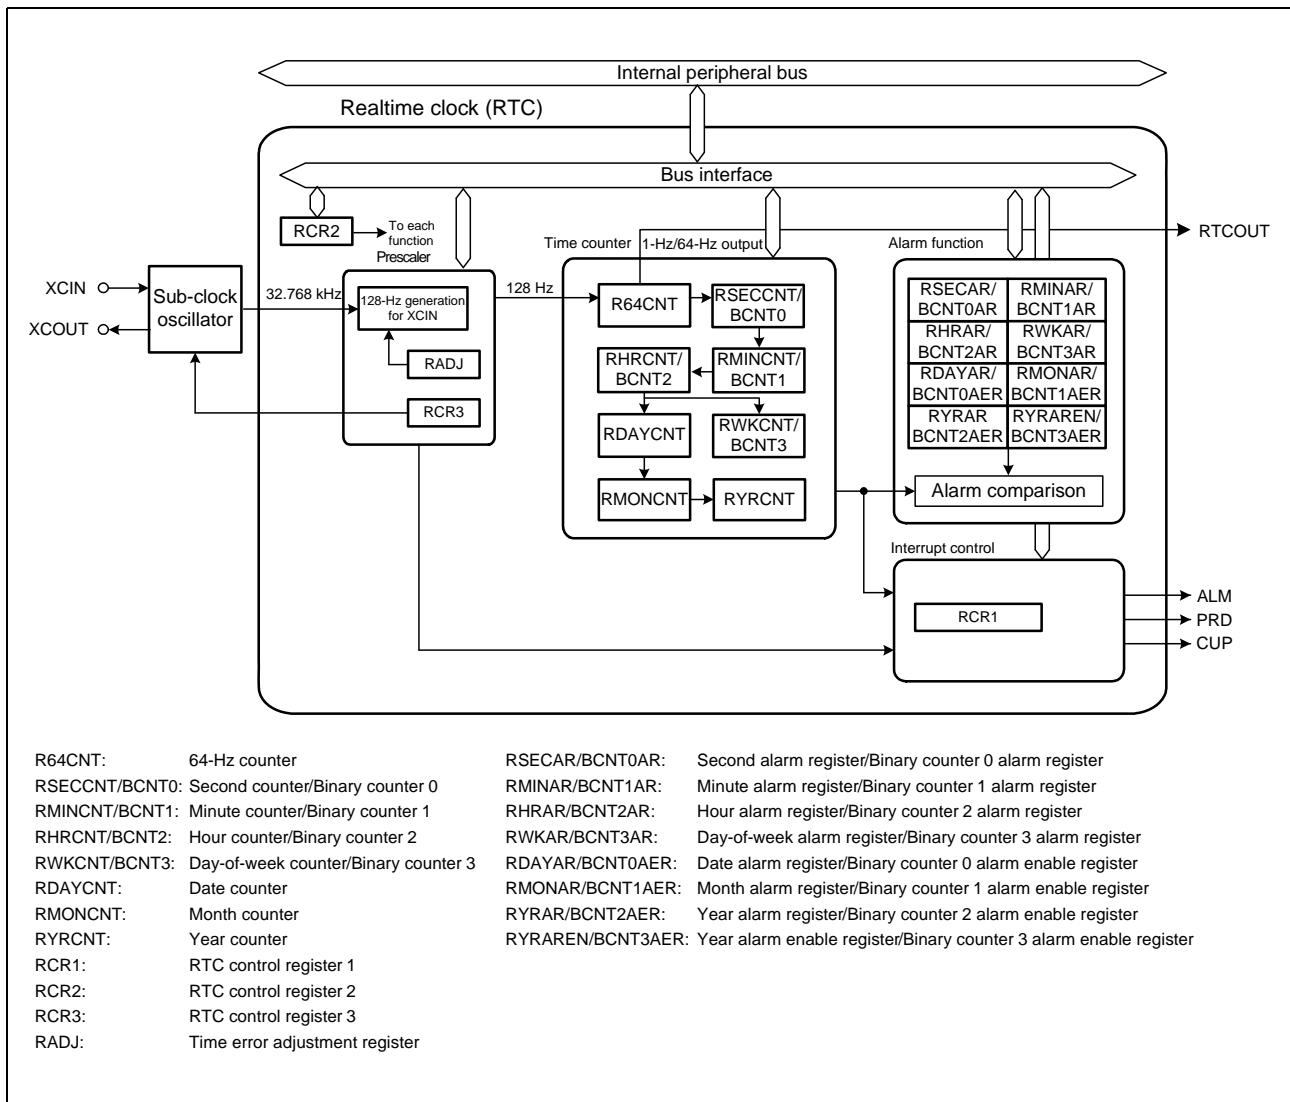 Internal peripheral bus
Realtime clock (RTC)
Bus interface
RCR2
To each
function
Prescaler
Time counter
1-Hz/64-Hz output
Alarm function
RTCOUT
XCIN
XCOUT
Sub-clock
oscillator
32.768 kHz
128-Hz generation
for XCIN
RADJ
RCR3
128 Hz
R64CNT
RSECCNT/
BCNT0
RHRCNT/
BCNT2
RMINCNT/
BCNT1
RDAYCNT
RWKCNT/
BCNT3
RMONCNT
RYRCNT
RSECAR/
BCNT0AR
RMINAR/
BCNT1AR
RHRAR/
BCNT2AR
RWKAR/
BCNT3AR
RDAYAR/
BCNT0AER
RMONAR/
BCNT1AER
RYRAR
BCNT2AER
RYRAREN/
BCNT3AER
Alarm comparison
Interrupt control
RCR1
ALM
PRD
CUP
R64CNT: 64-Hz counter
RSECCNT/BCNT0: Second counter/Binary counter 0
RMINCNT/BCNT1: Minute counter/Binary counter 1
RHRCNT/BCNT2: Hour counter/Binary counter 2
RWKCNT/BCNT3: Day-of-week counter/Binary counter 3
RDAYCNT: Date counter
RMONCNT: Month counter
RYRCNT: Year counter
RCR1: RTC control register 1
RCR2: RTC control register 2
RCR3: RTC control register 3
RADJ: Time error adjustment register
RSECAR/BCNT0AR: Second alarm register/Binary counter 0 alarm register
RMINAR/BCNT1AR: Minute alarm register/Binary counter 1 alarm register
RHRAR/BCNT2AR: Hour alarm register/Binary counter 2 alarm register
RWKAR/BCNT3AR: Day-of-week alarm register/Binary counter 3 alarm register
RDAYAR/BCNT0AER: Date alarm register/Binary counter 0 alarm enable register
RMONAR/BCNT1AER: Month alarm register/Binary counter 1 alarm enable register
RYRAR/BCNT2AER: Year alarm register/Binary counter 2 alarm enable register
RYRAREN/BCNT3AER: Year alarm enable register/Binary counter 3 alarm enable register